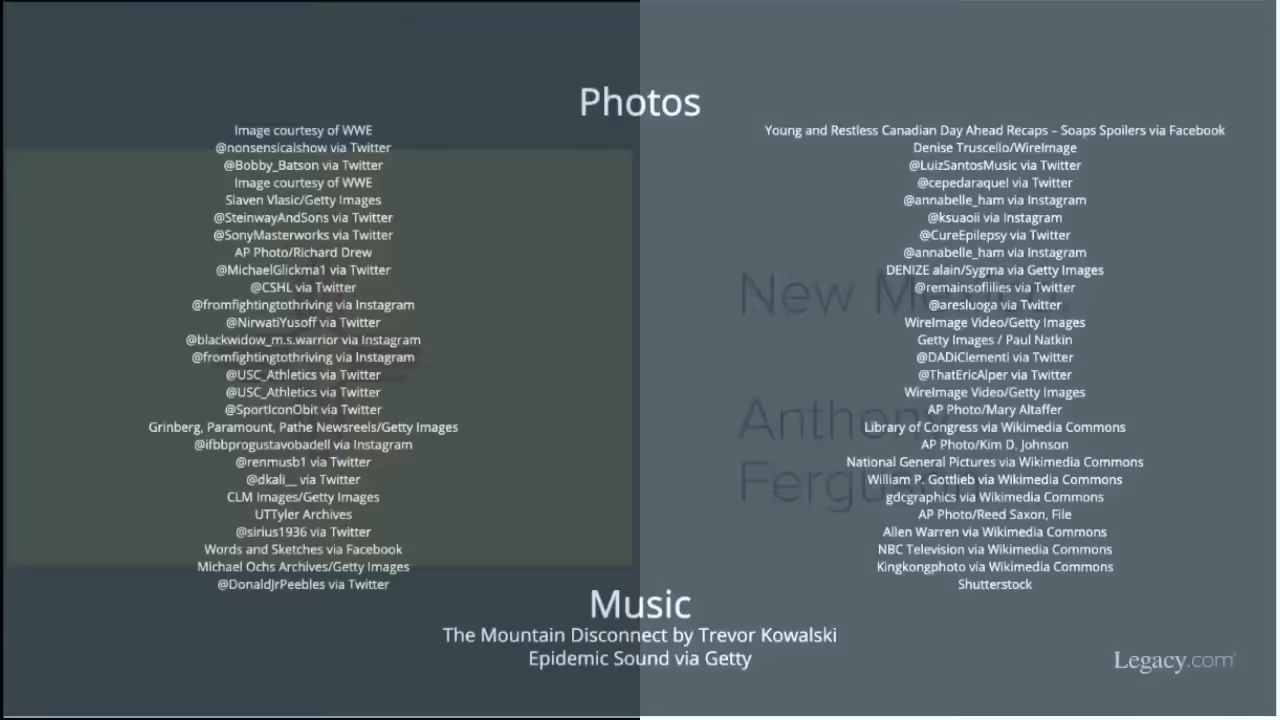 Photos
Image courtesy of WWE
@nonsensicalshow via Twitter
@Bobby_Batson via Twitter
Image courtesy of WWE
Slaven Vlasic/Getty Images
@SteinwayAndSons via Twitter
@SonyMasterworks via Twitter
AP Photo/Richard Drew
@MichaelGlickma1 via Twitter
@CSHL via Twitter
@fromfightingtothriving via Instagram
@NirwatiYusoff via Twitter
@blackwidow_m.s.warrior via Instagram
@fromfightingtothriving via Instagram
@USC_Athletics via Twitter
@USC_Athletics via Twitter
@SportIconObit via Twitter
Grinberg, Paramount, Pathe Newsreels/Getty Images
@ifbbprogustavobadell via Instagram
@renmusb1 via Twitter
@dkali__ via Twitter
CLM Images/Getty Images
UTTyler Archives
@sirius1936 via Twitter
Words and Sketches via Facebook
Michael Ochs Archives/Getty Images
@DonaldJrPeebles via Twitter
Young and Restless Canadian Day Ahead Recaps – Soaps Spoilers via Facebook
Denise Truscello/WireImage
@LuizSantosMusic via Twitter
@cepedaraquel via Twitter
@annabelle_ham via Instagram
@ksuaoii via Instagram
@CureEpilepsy via Twitter
@annabelle_ham via Instagram
DENIZE alain/Sygma via Getty Images
@remainsoflilies via Twitter
@aresluoga via Twitter
WireImage Video/Getty Images
Getty Images / Paul Natkin
@DADiClementi via Twitter
@ThatEricAlper via Twitter
WireImage Video/Getty Images
AP Photo/Mary Altaffer
Library of Congress via Wikimedia Commons
AP Photo/Kim D. Johnson
National General Pictures via Wikimedia Commons
William P. Gottlieb via Wikimedia Commons
gdcgraphics via Wikimedia Commons
AP Photo/Reed Saxon, File
Allen Warren via Wikimedia Commons
NBC Television via Wikimedia Commons
Kingkongphoto via Wikimedia Commons
Shutterstock
New
Anthony
Ferguson
Music
The Mountain Disconnect by Trevor Kowalski
Epidemic Sound via Getty
Legacy.com